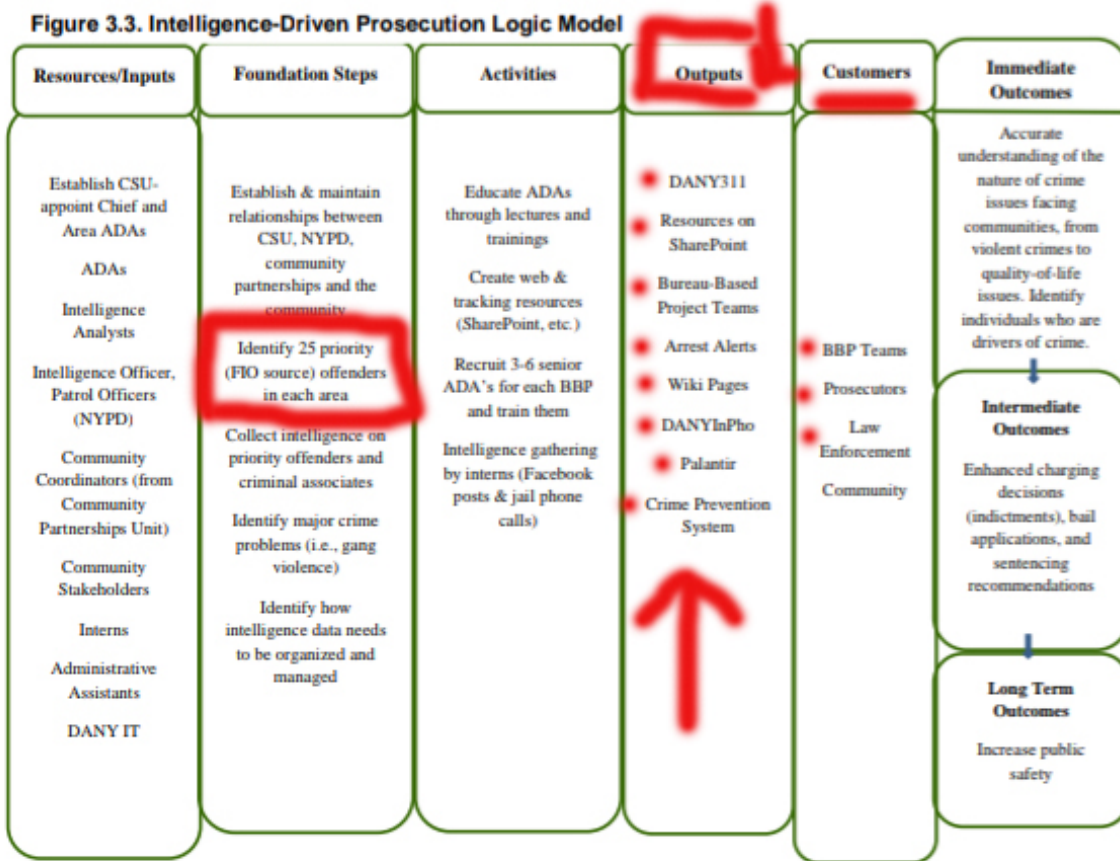 Figure 3.3. Intelligence-Driven Prosecution Logic Model
Resources/Inputs
Establish CSU-
appoint Chief and
Area ADAs
ADAs
Intelligence
Analysts
Intelligence Officer,
Patrol Officers
(NYPD)
Community
Coordinators (from
Community
Partnerships Unit)
Community
Stakeholders
Interns
Administrative
Assistants
DANY IT
Foundation Steps
Establish & maintain
relationships between
CSU, NYPD,
community
partnerships and the
community
Identify 25 priority
(FIO source) offenders
in each area
Collect intelligence on
priority offenders and
criminal associates
Identify major crime
problems (i.e., gang
violence)
Identify how
intelligence data needs
to be organized and
managed
Activities
Educate ADAs
through lectures and
trainings
Create web &
tracking resources
(SharePoint, etc.)
Recruit 3-6 senior
ADA's for each BBP
and train them
Intelligence gathering
by interns (Facebook
posts & jail phone
calls)
Outputs
DANY311
Resources on
SharePoint
Bureau-Based
Project Teams
Arrest Alerts
Wiki Pages
DANYInPho
Palantir
Crime Prevention
System
Customers
BBP Teams
Prosecutors
Law
Enforcement
Community
Immediate
Outcomes
Accurate
understanding of the
nature of crime
issues facing
communities, from
violent crimes to
quality-of-life
issues. Identify
individuals who are
drivers of crime.
Intermediate
Outcomes
Enhanced charging
decisions
(indictments), bail
applications, and
sentencing
recommendations
Long Term
Outcomes
Increase public
safety